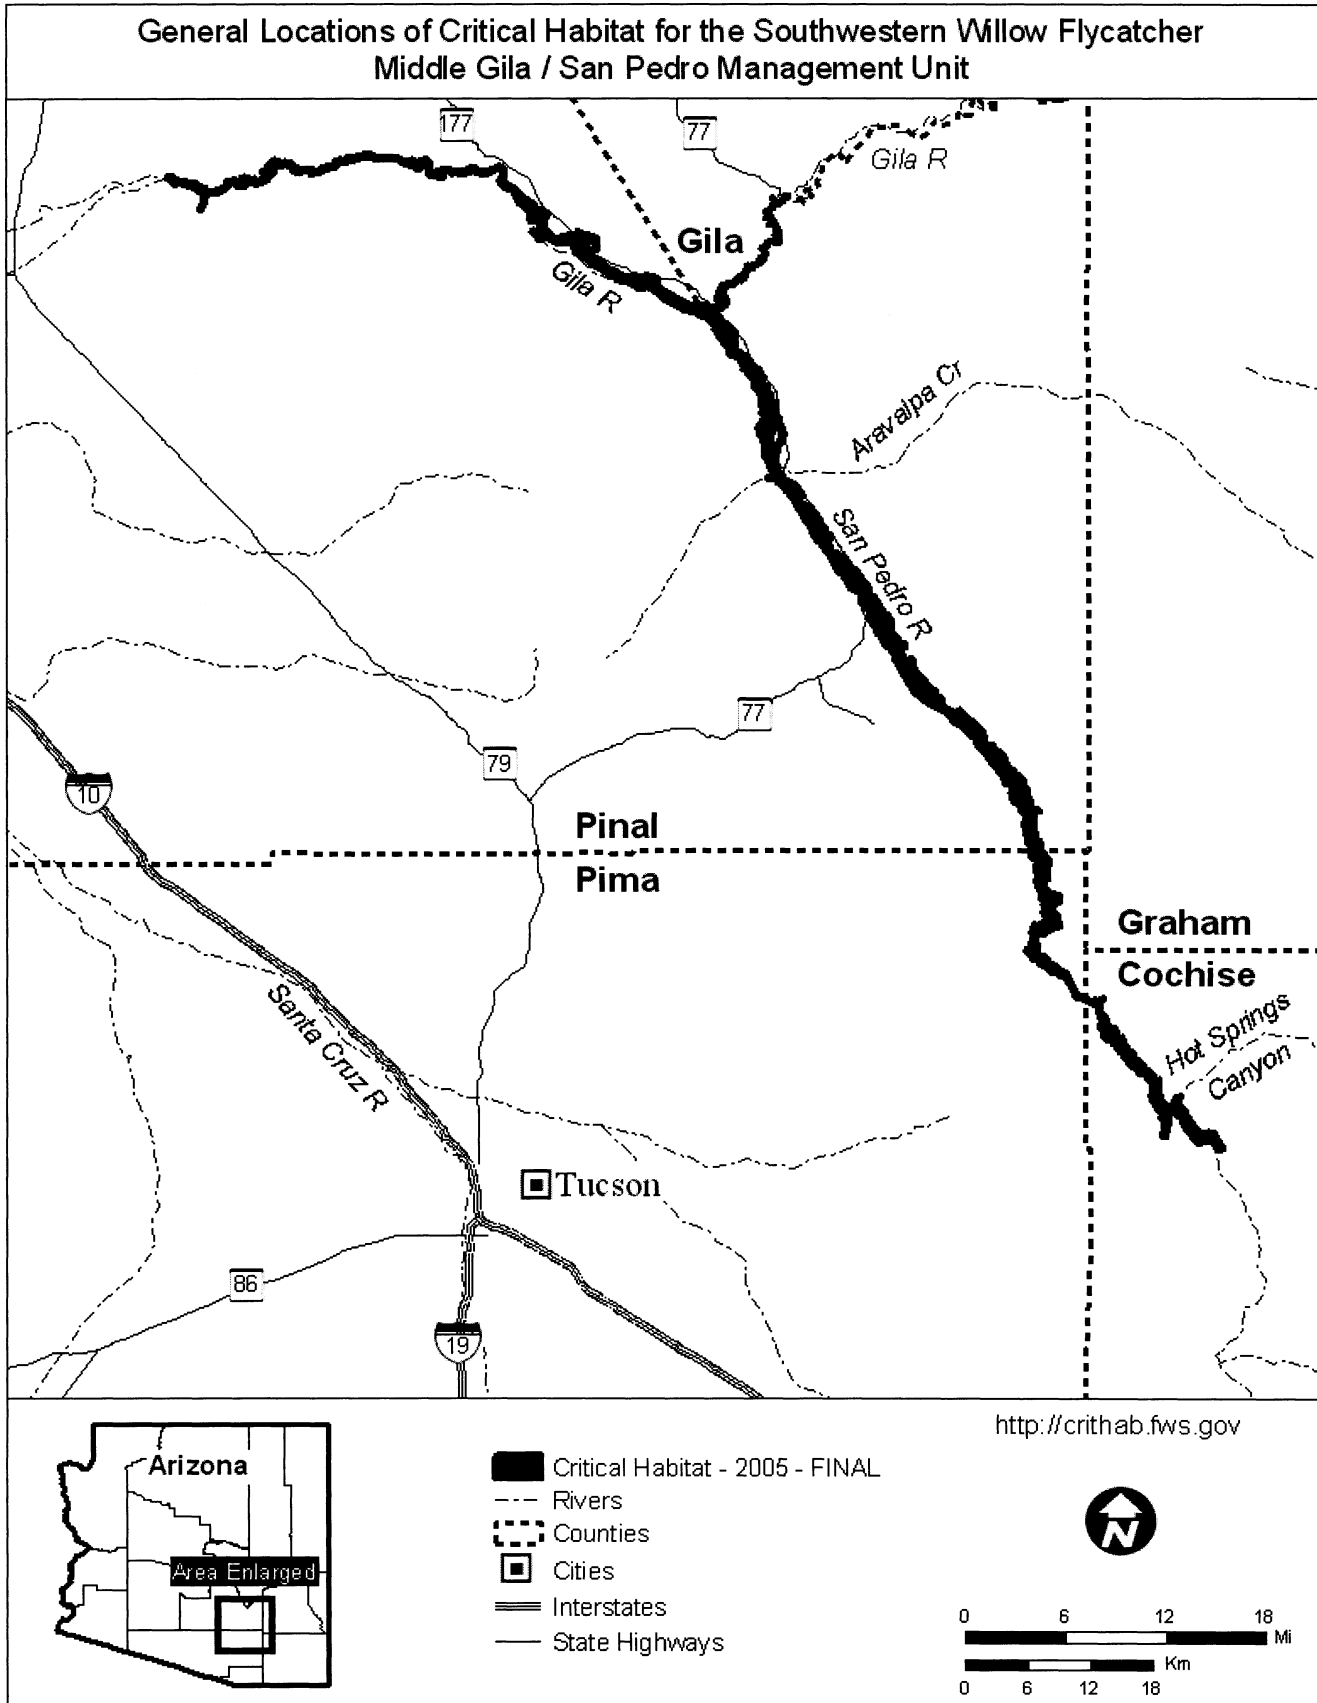 General Locations of Critical Habitat for the Southwestern Willow Flycatcher
Middle Gila / San Pedro Management Unit
177
77
Gila R
Gila
Gila R
Aravaipa Cr
San Pedro R
77
79
10
Pinal
Pima
Graham
Cochise
Hot Springs
Canyon
Santa Cruz R
Tucson
86
19
http://crithab.fws.gov
Arizona
Area Enlarged
Critical Habitat - 2005 - FINAL
Rivers
Counties
Cities
Interstates
State Highways
N
0 6 12 18
Mi
Km
0 6 12 18